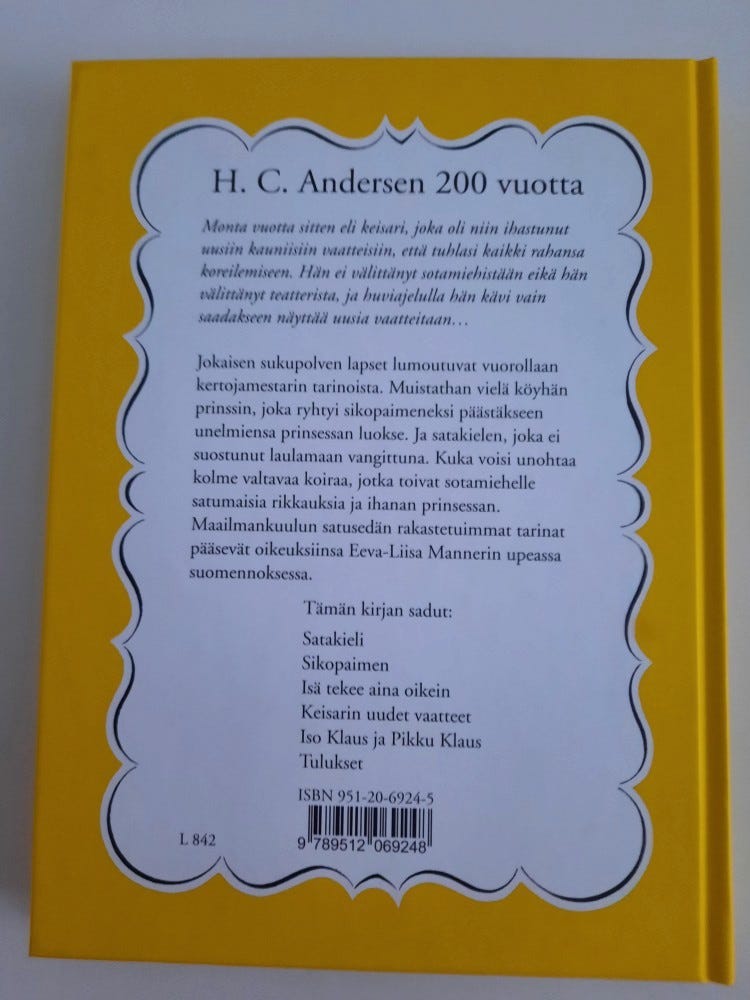 H. C. Andersen 200 vuotta
Monta vuotta sitten eli keisari, joka oli niin ihastunut
uusiin kauniisiin vaatteisiin, että tuhlasi kaikki rahansa
koreilemiseen. Hän ei välittänyt sotamiehistään eikä hän
välittänyt teatterista, ja huviajelulla hän kävi vain
saadakseen näyttää uusia vaatteitaan…
Jokaisen sukupolven lapset lumoutuvat vuorollaan
kertojamestarin tarinoista. Muistathan vielä köyhän
prinssin, joka ryhtyi sikopaimeneksi päästäkseen
unelmiensa prinsessan luokse. Ja satakielen, joka ei
suostunut laulamaan vangittuna. Kuka voisi unohtaa
kolme valtavaa koiraa, jotka toivat sotamiehelle
satumaisia rikkauksia ja ihanan prinsessan.
Maailmankuulun satusedän rakastetuimmat tarinat
pääsevät oikeuksiinsa Eeva-Liisa Mannerin upeassa
suomennoksessa.
Tämän kirjan sadut:
Satakieli
Sikopaimen
Isä tekee aina oikein
Keisarin uudet vaatteet
Iso Klaus ja Pikku Klaus
Tulukset
ISBN 951-20-6924-5
L 842
9 789512 069248